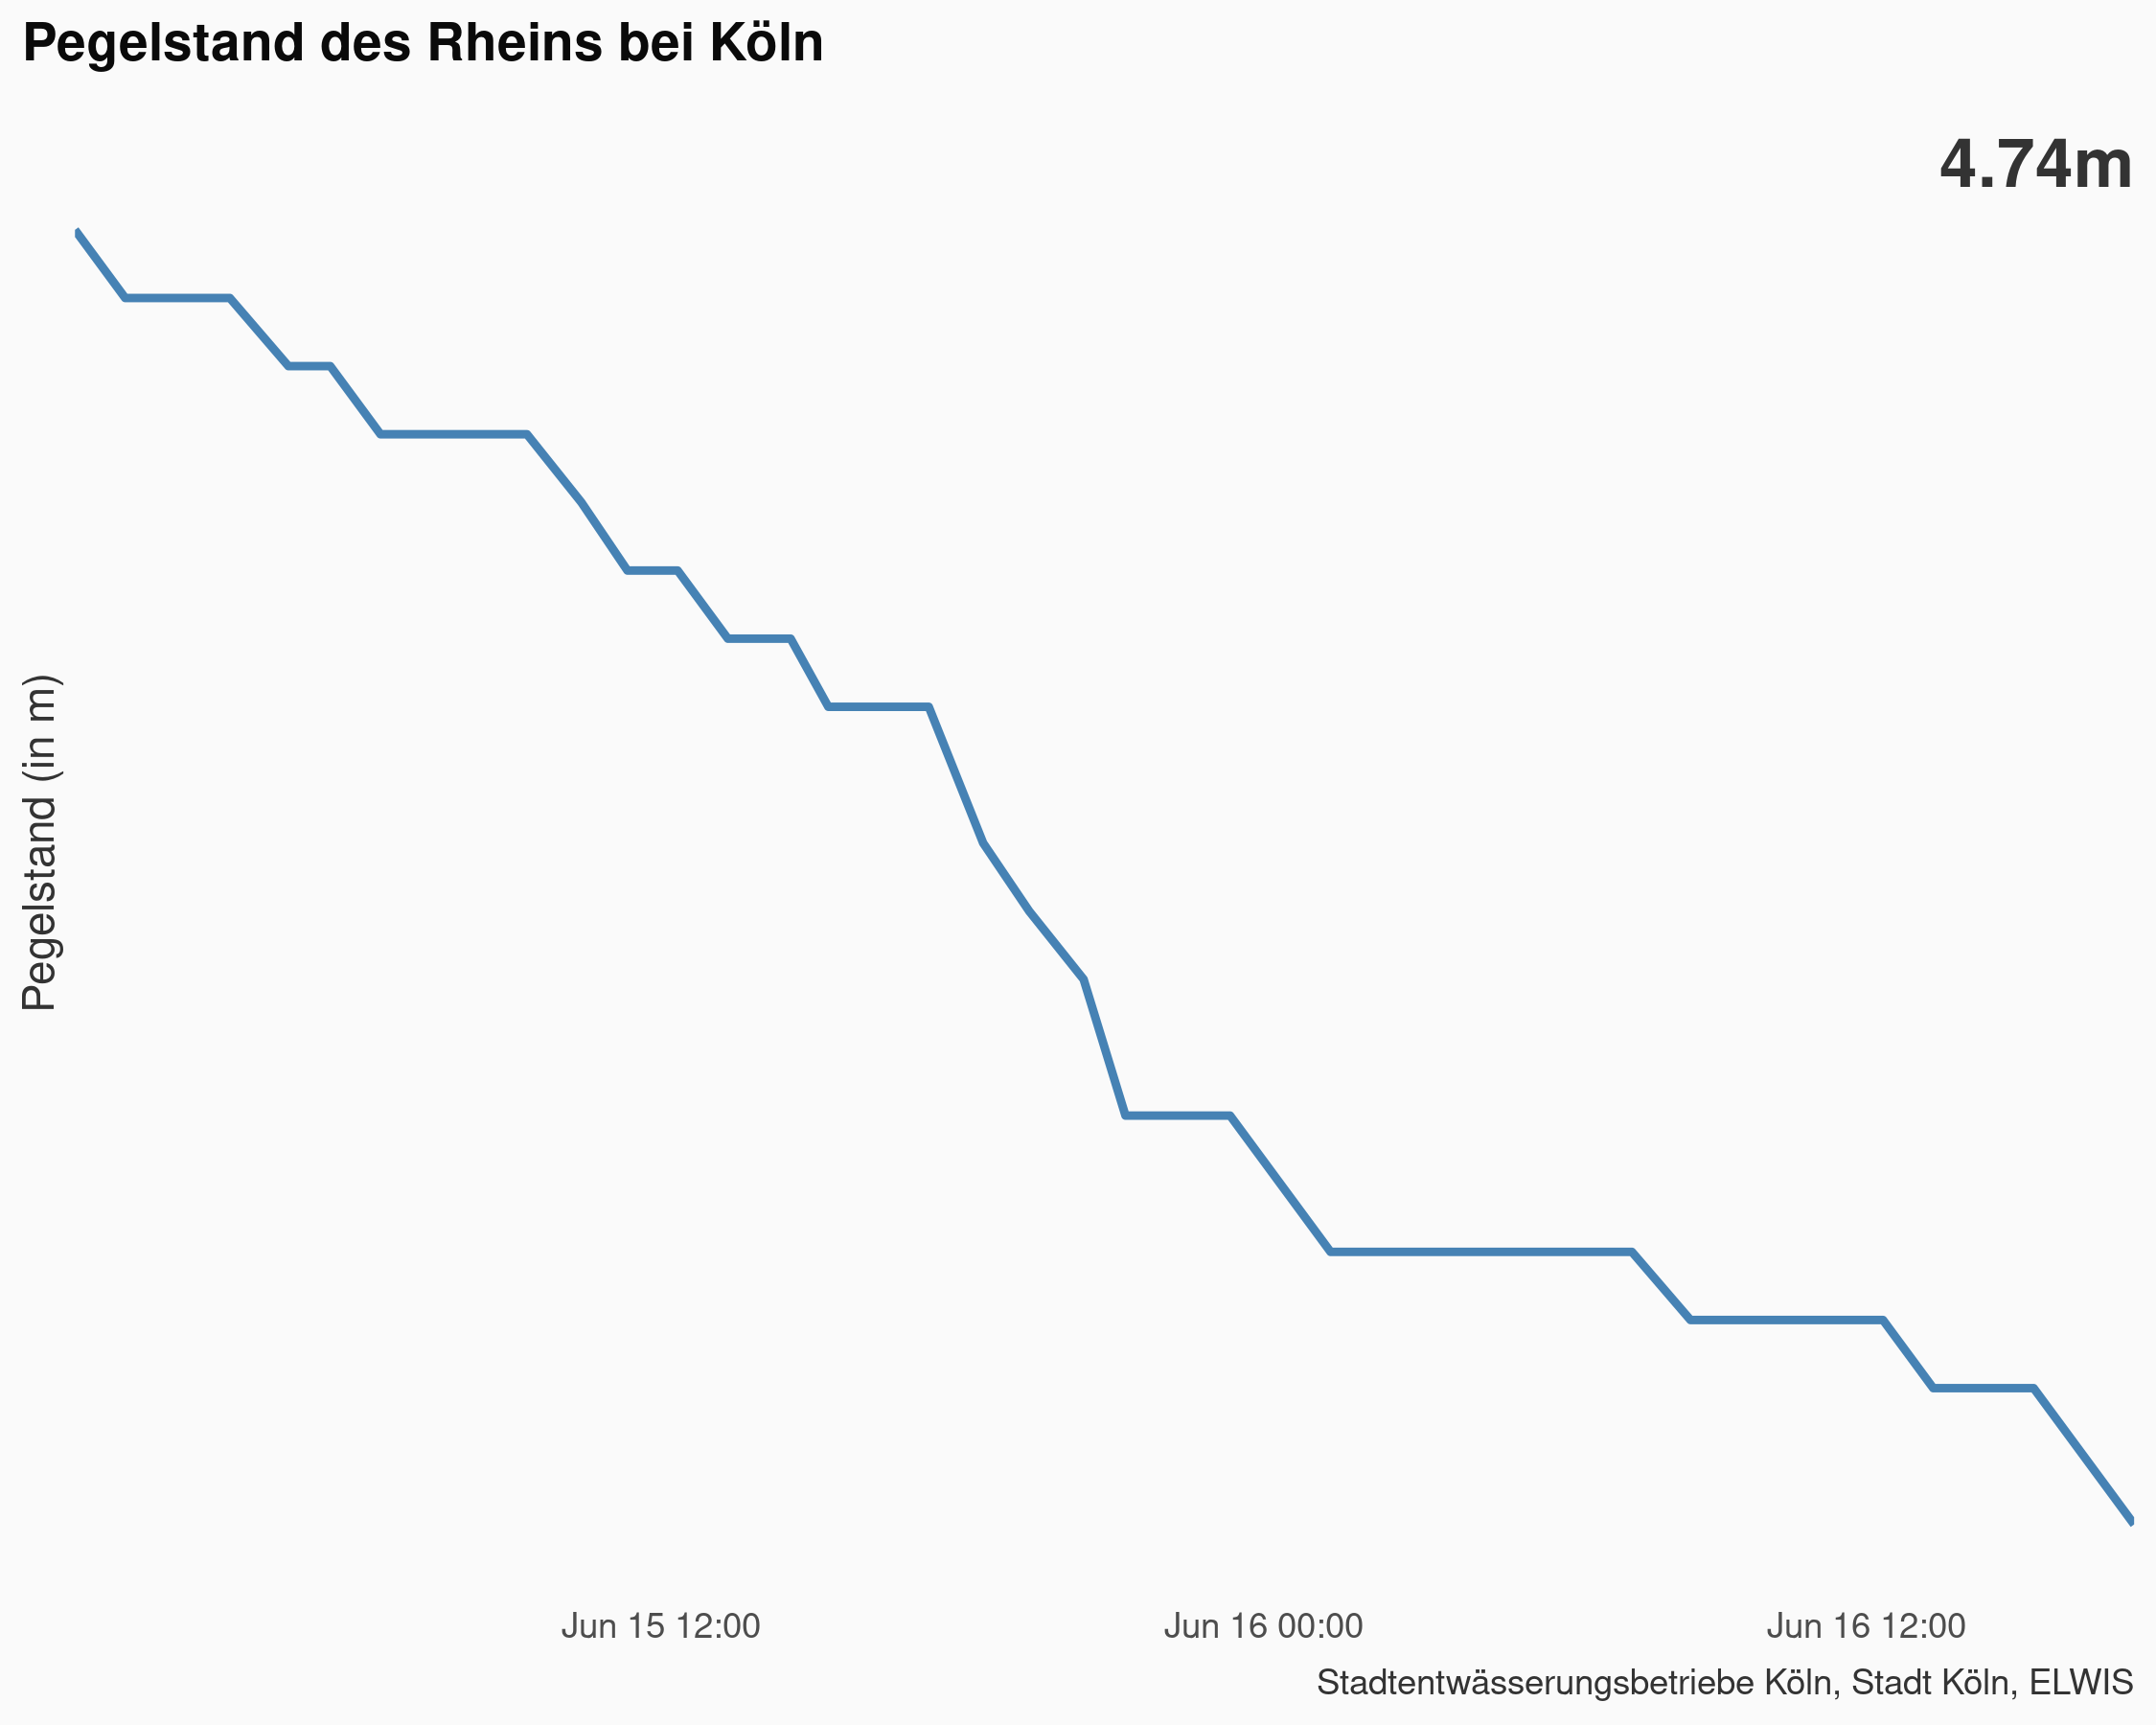 Pegelstand des Rheins bei Köln
4.74m
Pegelstand (in m)
Jun 15 12:00
Jun 16 00:00
Jun 16 12:00
Stadtentwässerungsbetriebe Köln, Stadt Köln, ELWIS